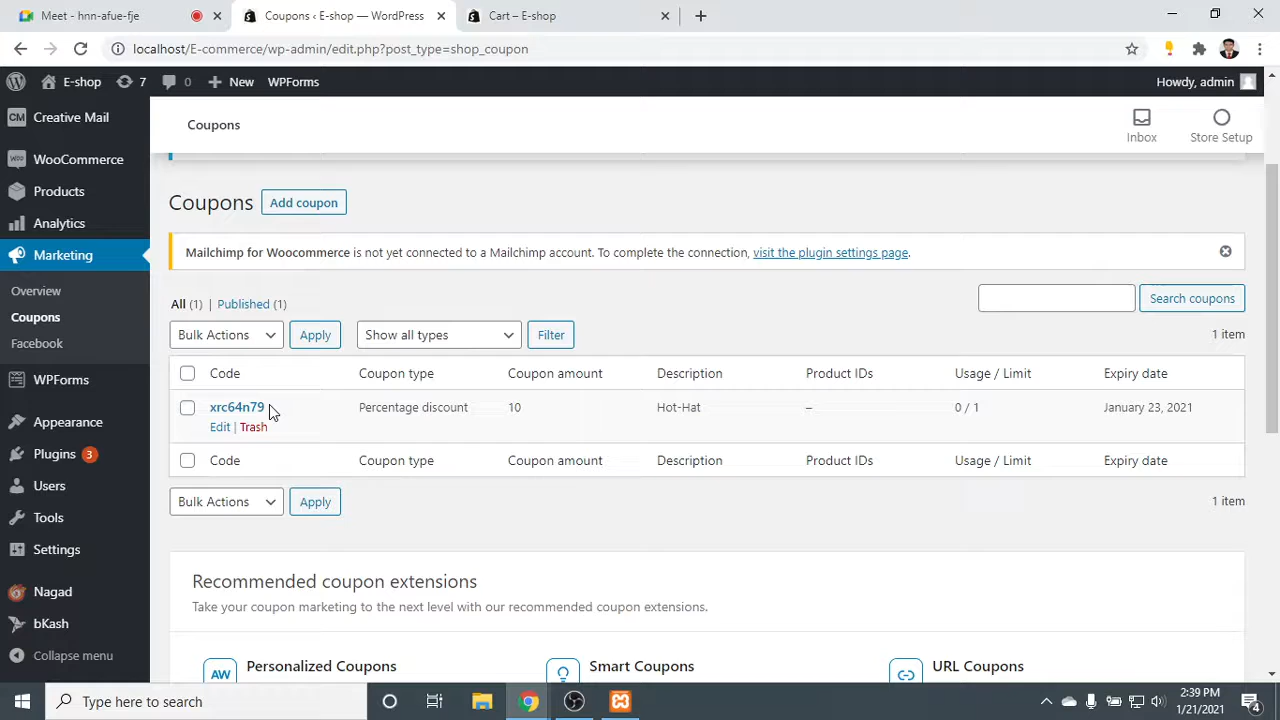 Meet - hnn-afue-fje
Coupons ‹ E-shop — WordPress
Cart – E-shop
localhost/E-commerce/wp-admin/edit.php?post_type=shop_coupon
E-shop 7 0 New WPForms Howdy, admin
Creative Mail
WooCommerce
Products
Analytics
Marketing
Overview
Coupons
Facebook
WPForms
Appearance
Plugins 3
Users
Tools
Settings
Nagad
bKash
Collapse menu
Coupons
Inbox
Store Setup
Coupons Add coupon
Mailchimp for Woocommerce is not yet connected to a Mailchimp account. To complete the connection, visit the plugin settings page.
All (1) | Published (1)
Search coupons
Bulk Actions Apply Show all types Filter 1 item
Code Coupon type Coupon amount Description Product IDs Usage / Limit Expiry date
xrc64n79 Percentage discount 10 Hot-Hat – 0 / 1 January 23, 2021
Edit | Trash
Code Coupon type Coupon amount Description Product IDs Usage / Limit Expiry date
Bulk Actions Apply 1 item
Recommended coupon extensions
Take your coupon marketing to the next level with our recommended coupon extensions.
AW Personalized Coupons Smart Coupons URL Coupons
Type here to search
2:39 PM
1/21/2021
4